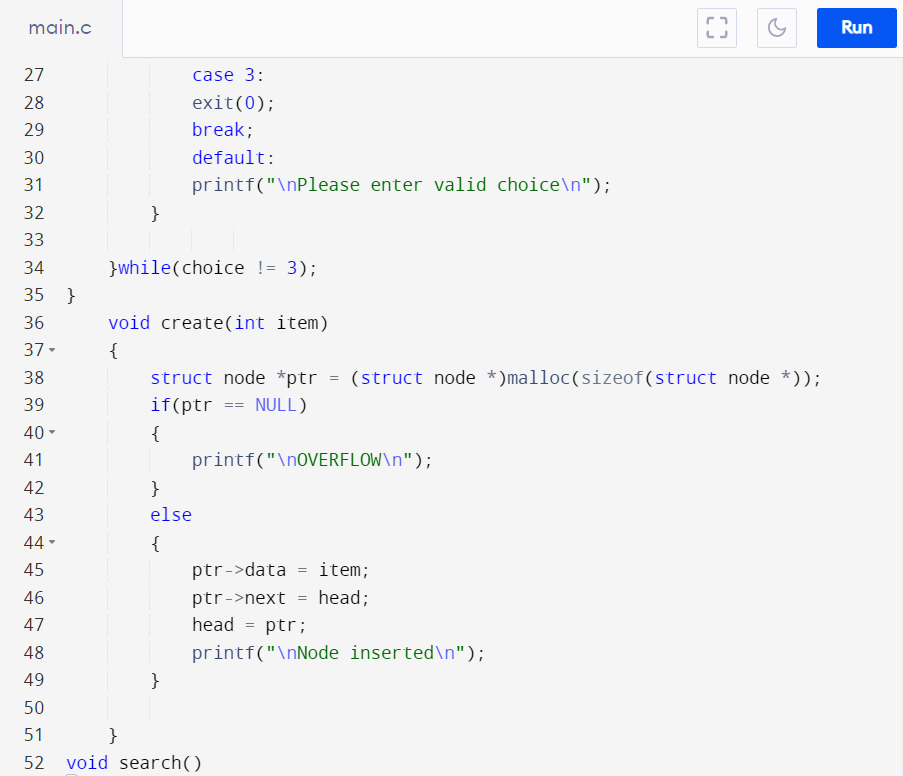 main.c
Run
27 case 3:
28 exit(0);
29 break;
30 default:
31 printf("\nPlease enter valid choice\n");
32 }
33
34 }while(choice != 3);
35 }
36 void create(int item)
37 {
38 struct node *ptr = (struct node *)malloc(sizeof(struct node *));
39 if(ptr == NULL)
40 {
41 printf("\nOVERFLOW\n");
42 }
43 else
44 {
45 ptr->data = item;
46 ptr->next = head;
47 head = ptr;
48 printf("\nNode inserted\n");
49 }
50
51 }
52 void search()